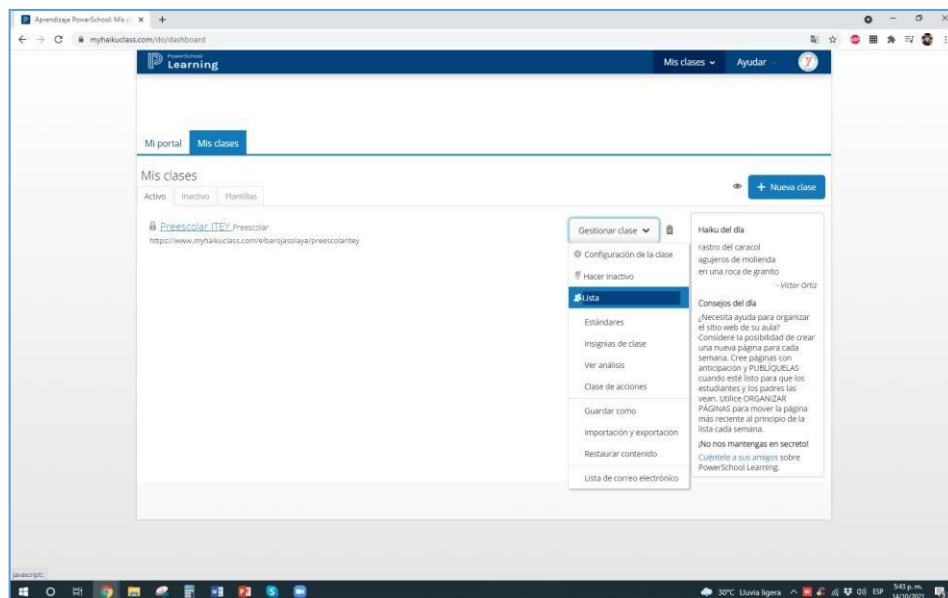 Aprendizaje PowerSchool: Mis cl
myhaikuclass.com/do/dashboard
PowerSchool
Learning
Mis clases
Ayudar
Mi portal
Mis clases
Mis clases
Nueva clase
Activo
Inactivo
Plantillas
Preescolar ITEY Preescolar
https://www.myhaikuclass.com/elbarojasolaya/preescolaritey
Gestionar clase
Configuración de la clase
Hacer inactivo
Lista
Estándares
Insignias de clase
Ver análisis
Clase de acciones
Guardar como
Importación y exportación
Restaurar contenido
Lista de correo electrónico
Haiku del día
rastro del caracol
agujeros de molienda
en una roca de granito
- Victor Ortiz
Consejos del día
¿Necesita ayuda para organizar
el sitio web de su aula?
Considere la posibilidad de crear
una nueva página para cada
semana. Cree páginas con
anticipación y PUBLÍQUELAS
cuando esté listo para que los
estudiantes y los padres las
vean. Utilice ORGANIZAR
PÁGINAS para mover la página
más reciente al principio de la
lista cada semana.
¡No nos mantengas en secreto!
Cuéntele a sus amigos sobre
PowerSchool Learning.
javascript:
30°C Lluvia ligera
ESP
5:43 p. m.
14/10/2021